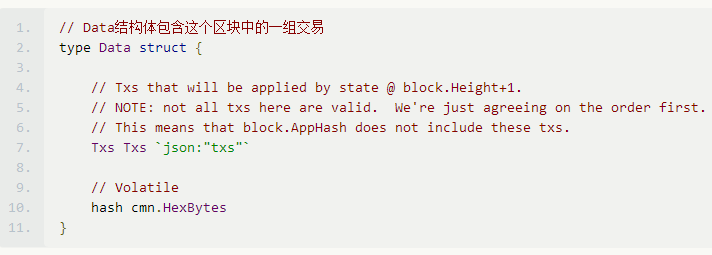 1. // Data结构体包含这个区块中的一组交易
2. type Data struct {
3.
4. // Txs that will be applied by state @ block.Height+1.
5. // NOTE: not all txs here are valid.  We're just agreeing on the order first.
6. // This means that block.AppHash does not include these txs.
7. Txs Txs `json:"txs"`
8.
9. // Volatile
10. hash cmn.HexBytes
11. }